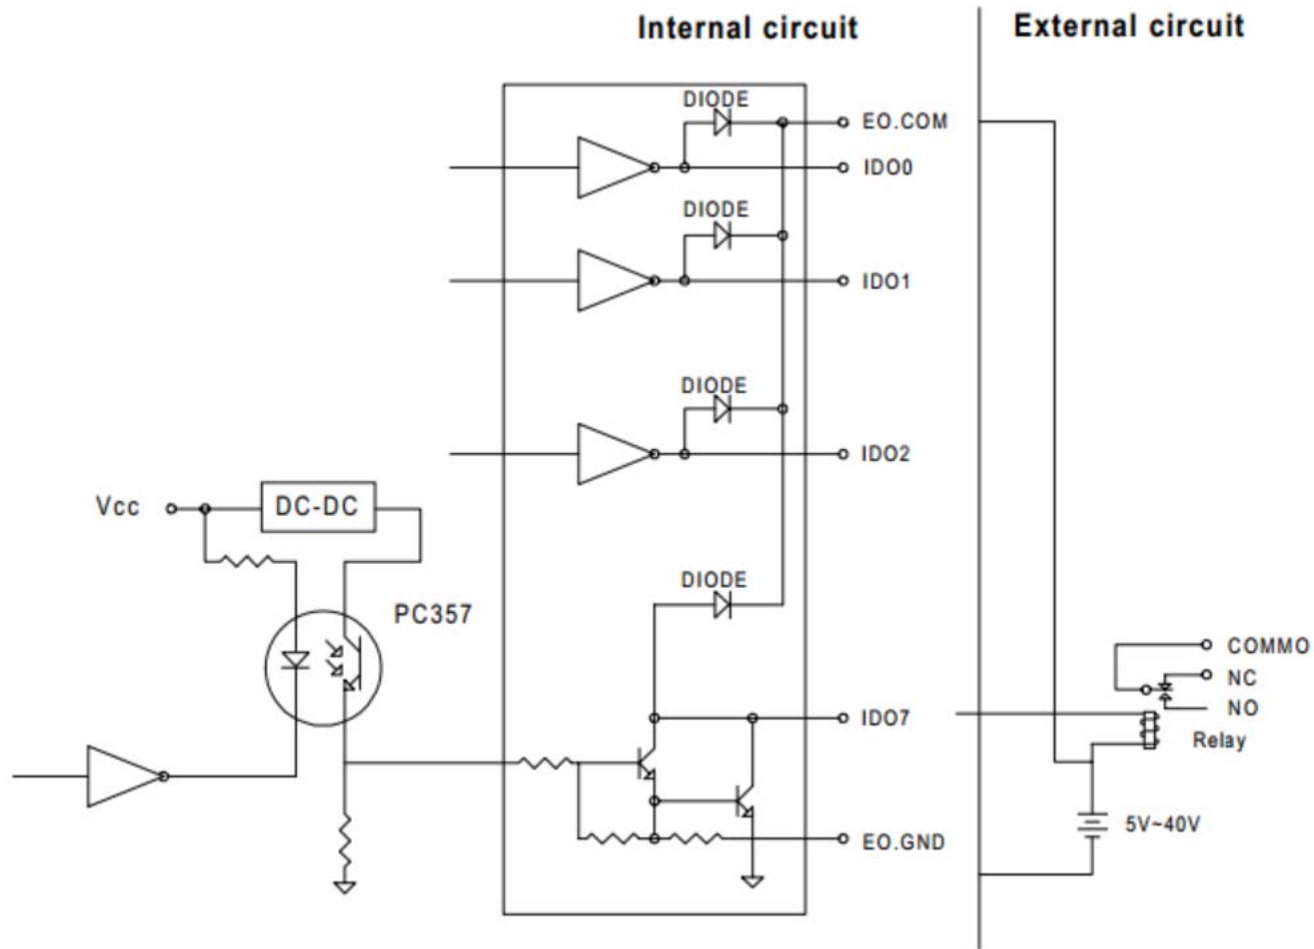 Internal circuit
External circuit
DIODE
EO.COM
IDO0
DIODE
IDO1
DIODE
IDO2
Vcc
DC-DC
DIODE
PC357
COMMO
NC
NO
IDO7
Relay
5V~40V
EO.GND